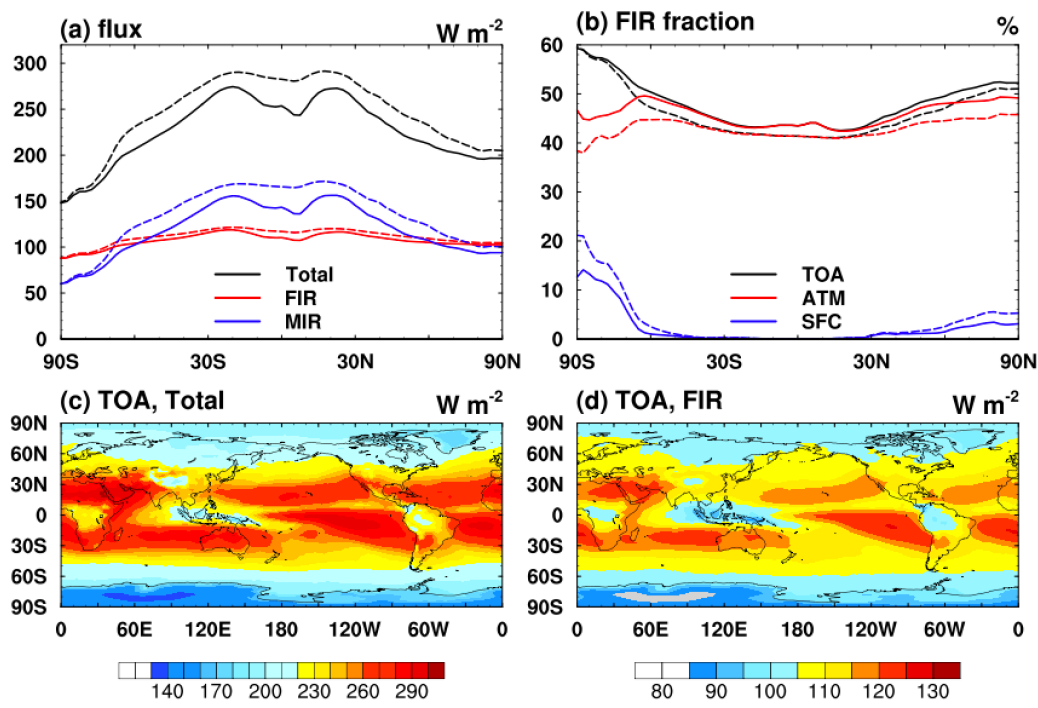 (a) flux W m-2
300
250
200
150
100
50
0
Total
FIR
MIR
90S 30S 30N 90N
(b) FIR fraction %
60
50
40
30
20
10
0
TOA
ATM
SFC
90S 30S 30N 90N
(c) TOA, Total W m-2
90N
60N
30N
0
30S
60S
90S
0 60E 120E 180 120W 60W 0
140 170 200 230 260 290
(d) TOA, FIR W m-2
90N
60N
30N
0
30S
60S
90S
0 60E 120E 180 120W 60W 0
80 90 100 110 120 130